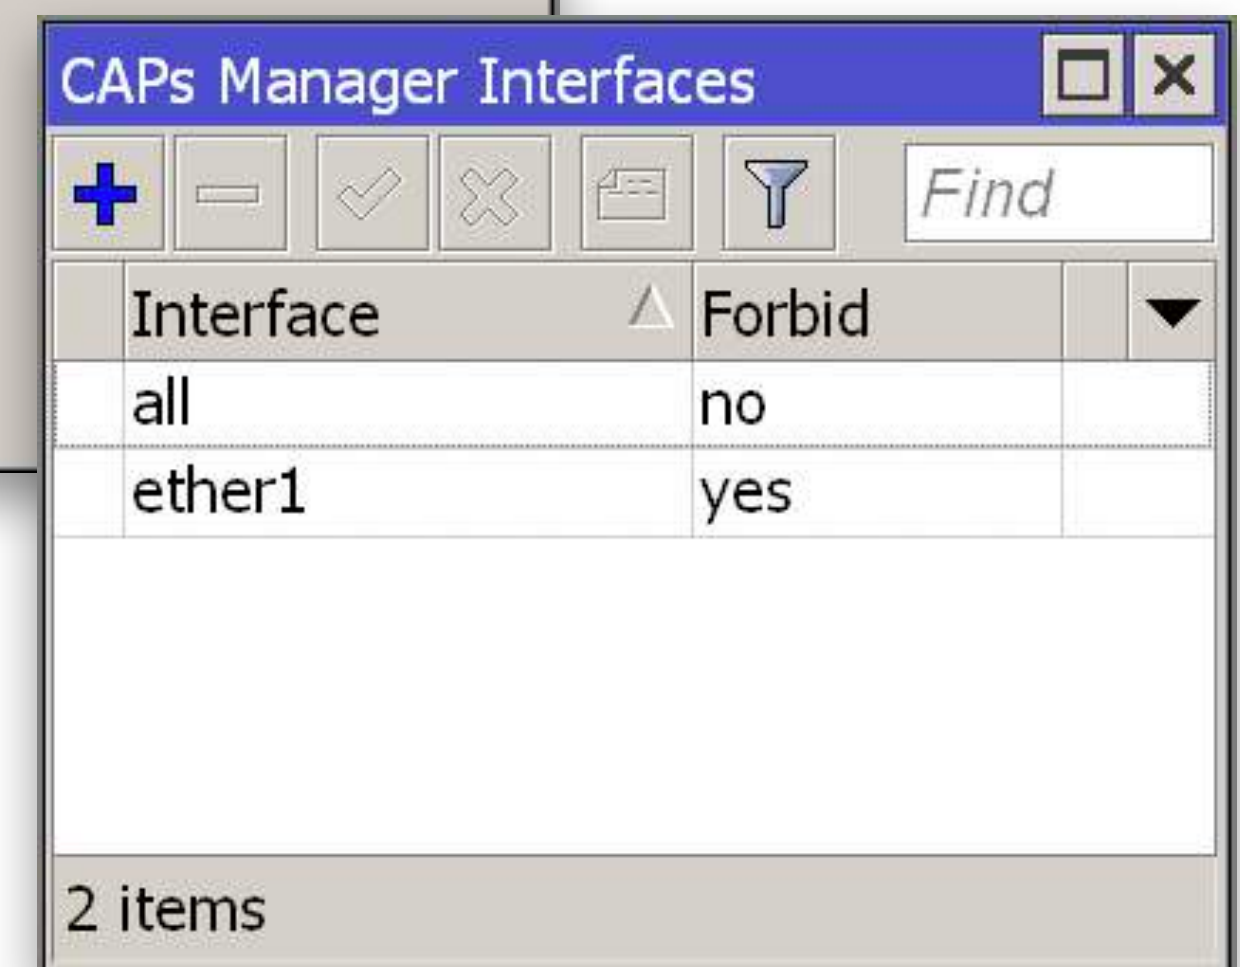 CAPs Manager Interfaces
Find
Interface Forbid
all no
ether1 yes
2 items